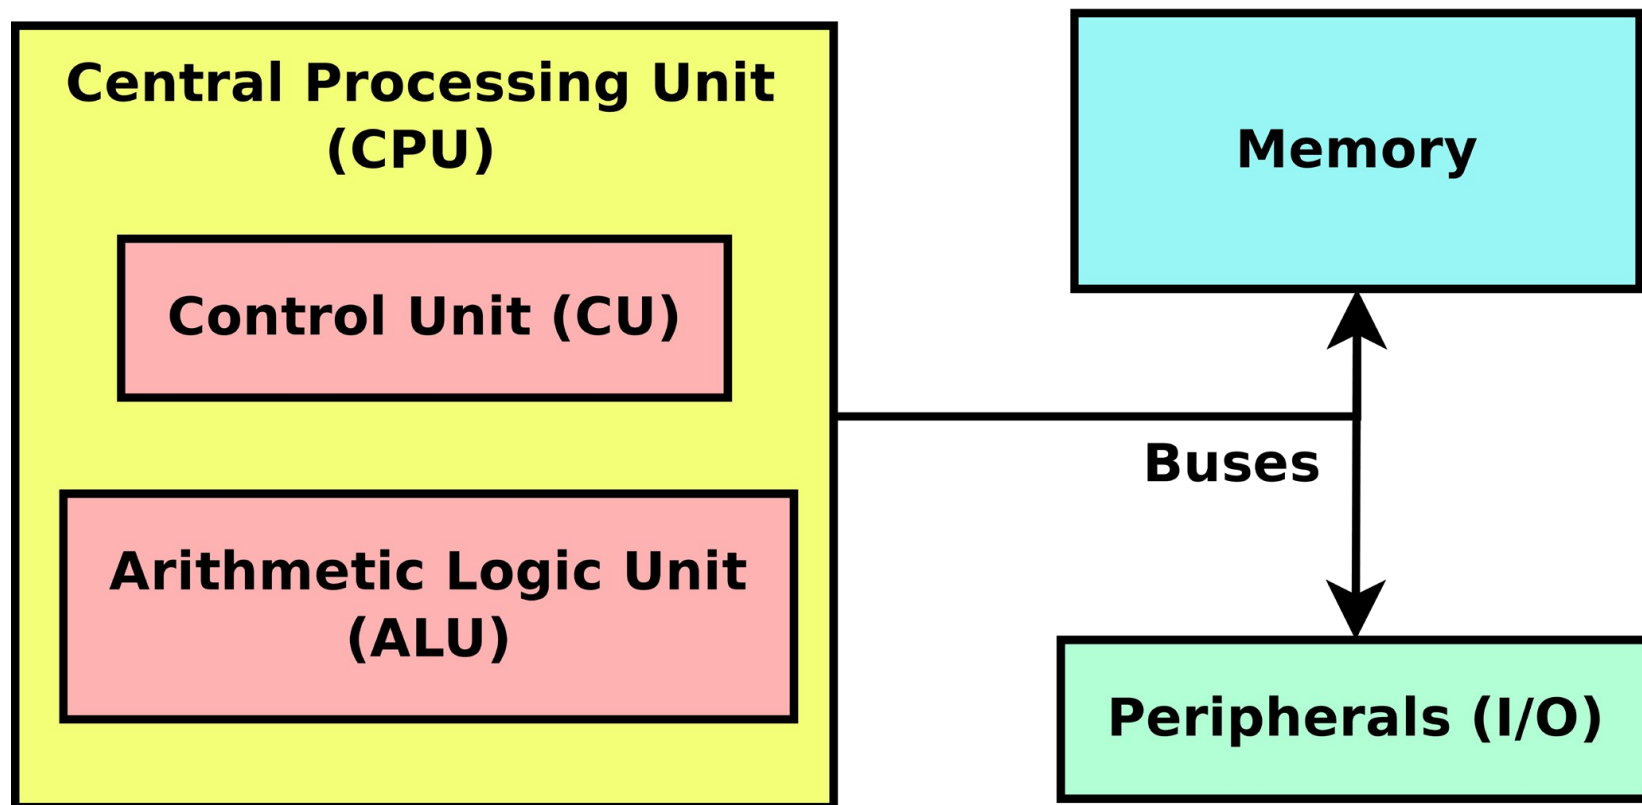 Central Processing Unit
(CPU)
Control Unit (CU)
Arithmetic Logic Unit
(ALU)
Memory
Buses
Peripherals (I/O)